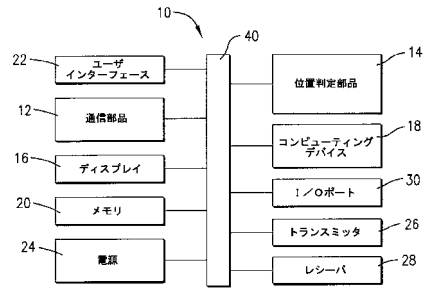 10
40
22
ユーザ
インターフェース
12
通信部品
16
ディスプレイ
20
メモリ
24
電源
14
位置判定部品
18
コンピューティング
デバイス
30
I/Oポート
26
トランスミッタ
28
レシーバ